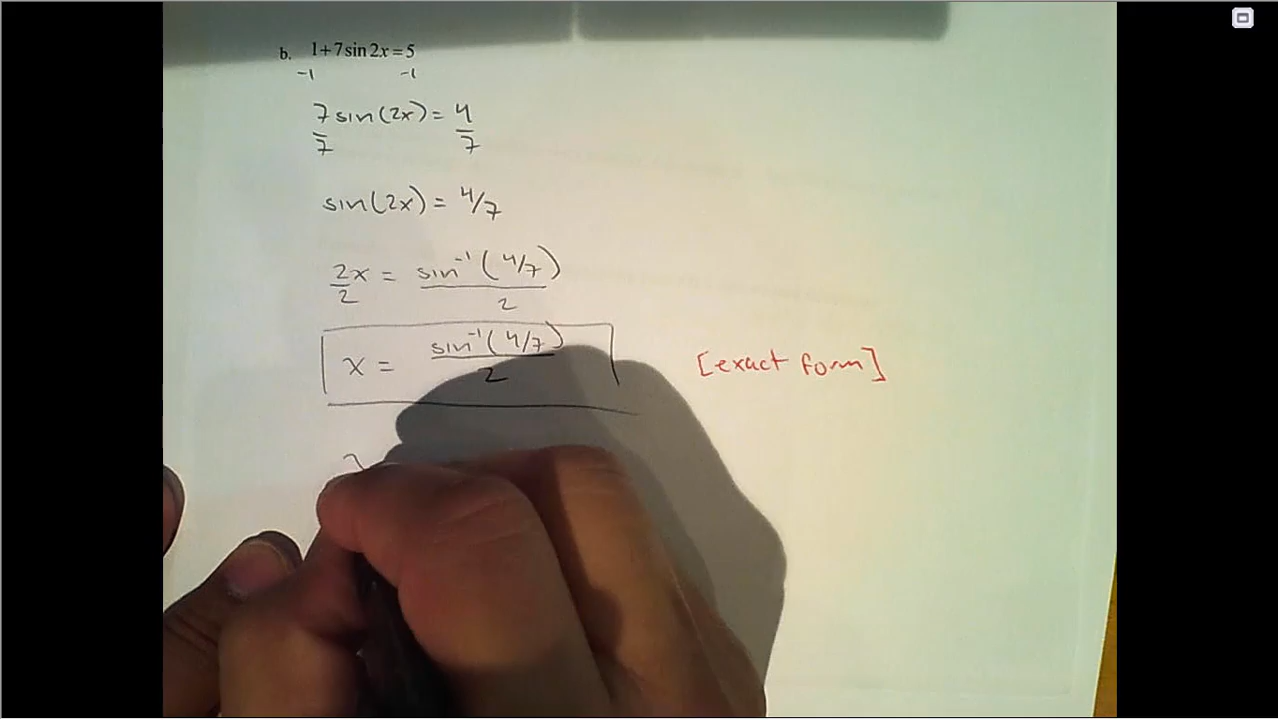 b. 1+7sin2x=5
-1 -1
7sin(2x) = 4
7 7
sin(2x) = 4/7
2x = sin⁻¹(4/7)
2 2
x = sin⁻¹(4/7) [exact form]
2